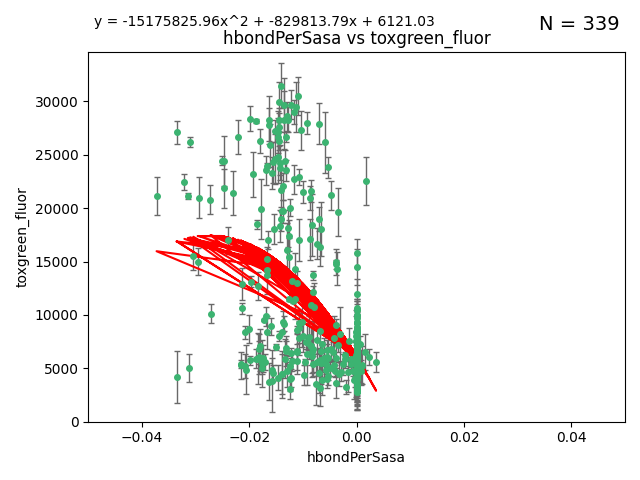 y = -15175825.96x^2 + -829813.79x + 6121.03
N = 339
hbondPerSasa vs toxgreen_fluor
30000
25000
20000
15000
10000
5000
0
toxgreen_fluor
−0.04
−0.02
0.00
0.02
0.04
hbondPerSasa